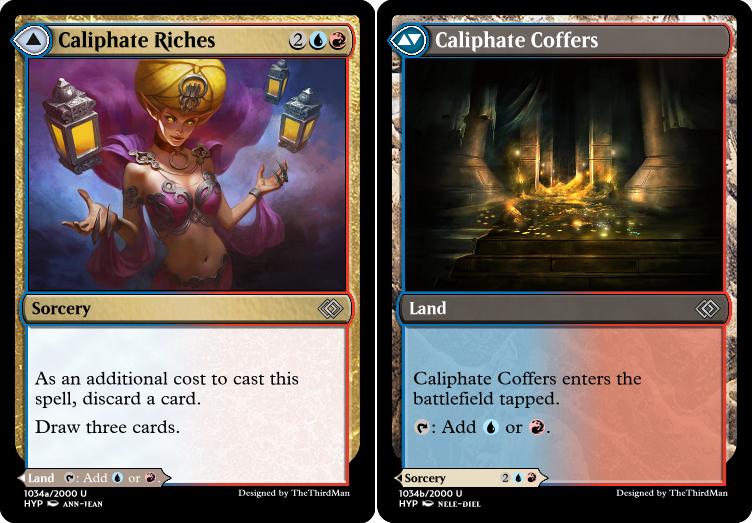 Caliphate Riches 2
Sorcery
As an additional cost to cast this
spell, discard a card.
Draw three cards.
Land : Add or .
1034a/2000 U
HYP ANN-JEAN
Designed by TheThirdMan
Caliphate Coffers
Land
Caliphate Coffers enters the
battlefield tapped.
: Add or .
Sorcery 2
1034b/2000 U
HYP NELE-DIEL
Designed by TheThirdMan